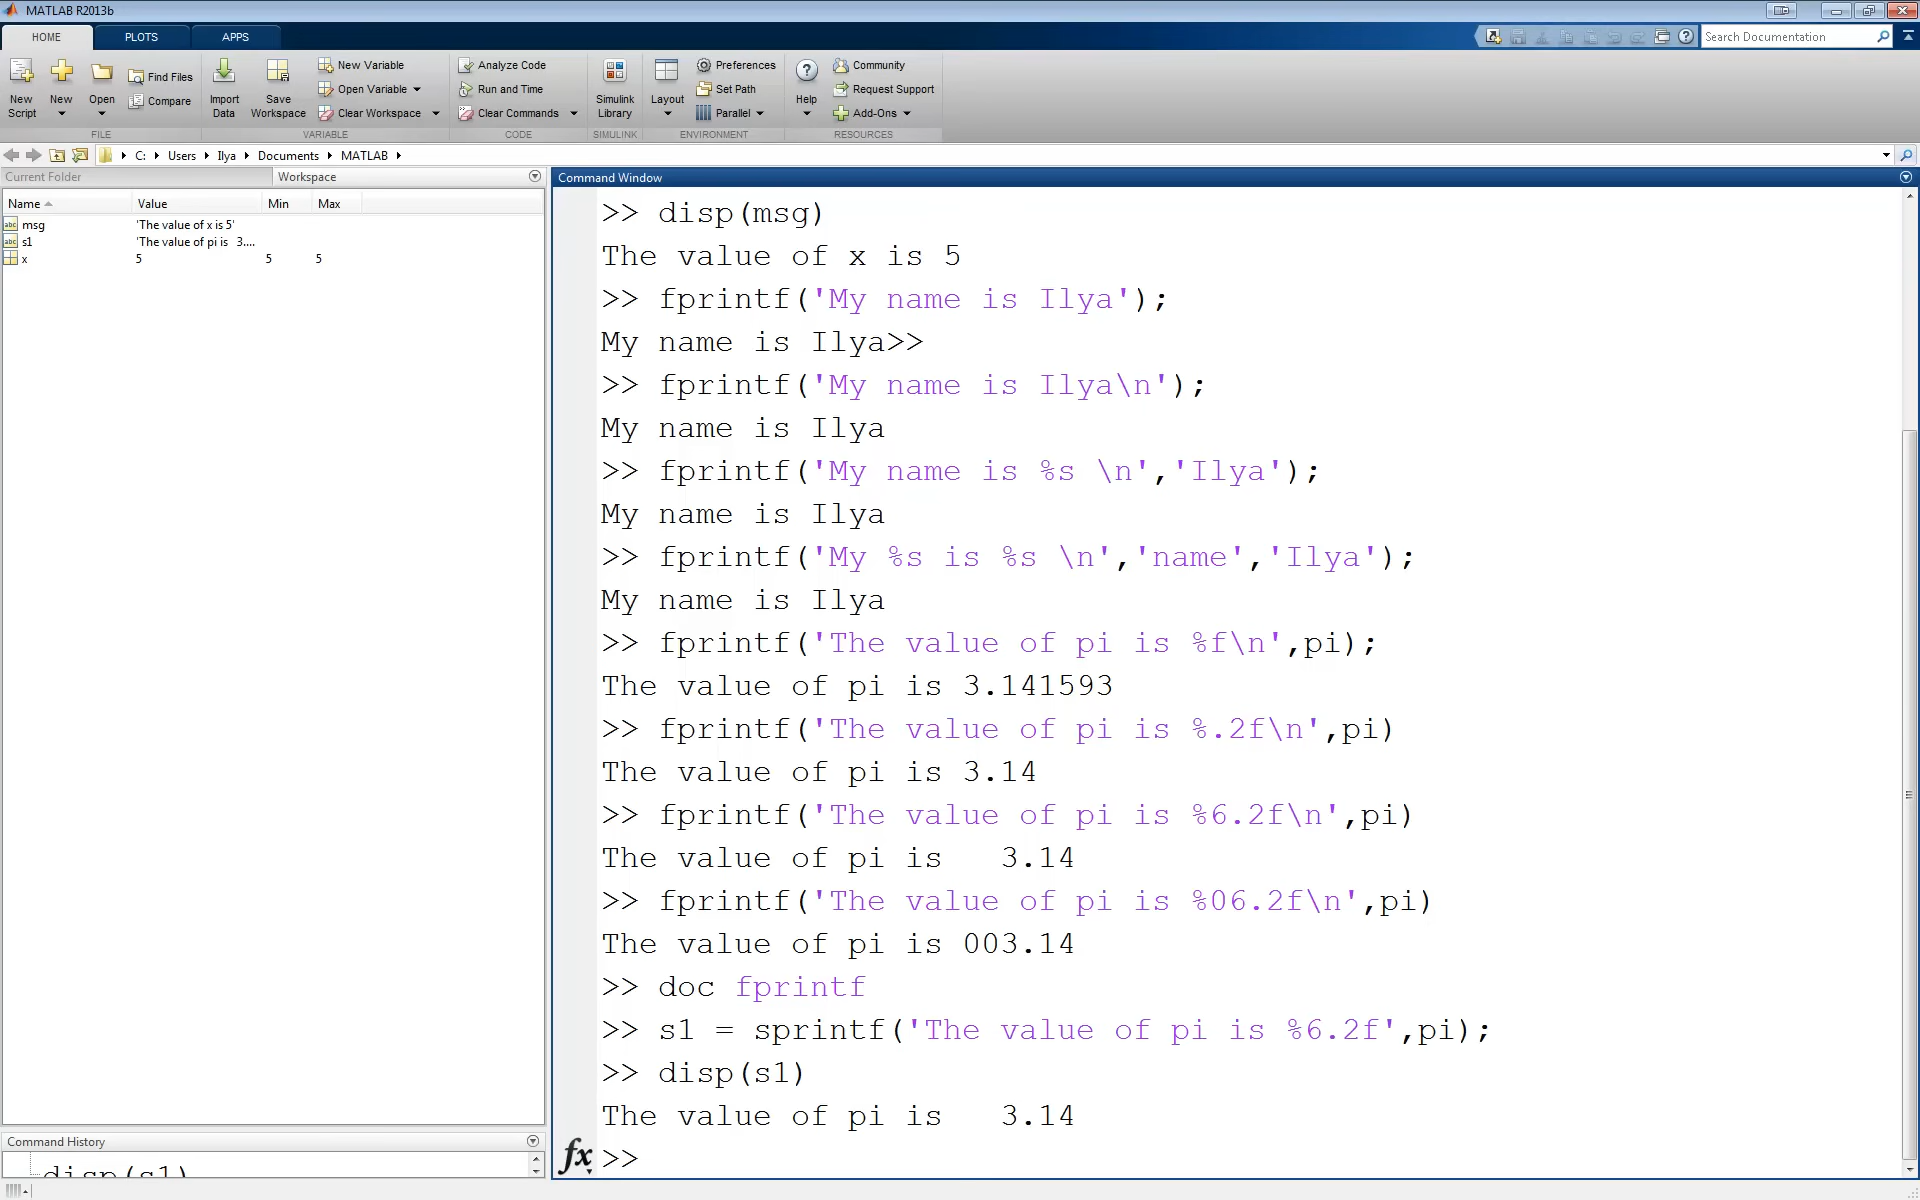 MATLAB R2013b
HOME PLOTS APPS
Search Documentation
New Script
New
Open
Find Files
Compare
FILE
Import Data
Save Workspace
New Variable
Open Variable
Clear Workspace
VARIABLE
Analyze Code
Run and Time
Clear Commands
CODE
Simulink Library
SIMULINK
Layout
Preferences
Set Path
Parallel
ENVIRONMENT
Help
Community
Request Support
Add-Ons
RESOURCES
C: Users Ilya Documents MATLAB
Current Folder Workspace
Name Value Min Max
msg 'The value of x is 5'
s1 'The value of pi is   3....
x 5 5 5
Command History
disp(s1)
Command Window
>> disp(msg)
The value of x is 5
>> fprintf('My name is Ilya');
My name is Ilya>>
>> fprintf('My name is Ilya\n');
My name is Ilya
>> fprintf('My name is %s \n','Ilya');
My name is Ilya
>> fprintf('My %s is %s \n','name','Ilya');
My name is Ilya
>> fprintf('The value of pi is %f\n',pi);
The value of pi is 3.141593
>> fprintf('The value of pi is %.2f\n',pi)
The value of pi is 3.14
>> fprintf('The value of pi is %6.2f\n',pi)
The value of pi is   3.14
>> fprintf('The value of pi is %06.2f\n',pi)
The value of pi is 003.14
>> doc fprintf
>> s1 = sprintf('The value of pi is %6.2f',pi);
>> disp(s1)
The value of pi is   3.14
fx >>